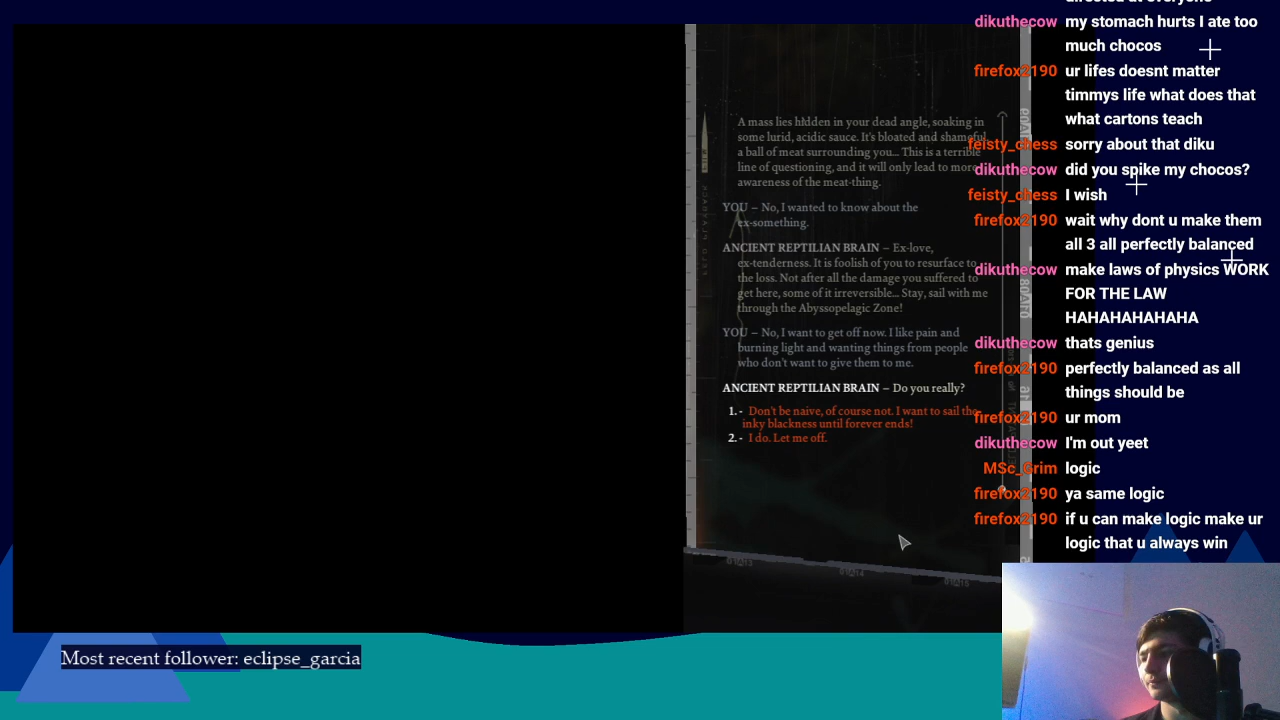 A mass lies hidden in your dead angle, soaking in
some lurid, acidic sauce. It's bloated and shameful,
a ball of meat surrounding you... This is a terrible
line of questioning, and it will only lead to more
awareness of the meat-thing.
YOU – No, I wanted to know about the
ex-something.
ANCIENT REPTILIAN BRAIN – Ex-love,
ex-tenderness. It is foolish of you to resurface to
the loss. Not after all the damage you suffered to
get here, some of it irreversible... Stay, sail with me
through the Abyssopelagic Zone!
YOU – No, I want to get off now. I like pain and
burning light and wanting things from people
who don't want to give them to me.
ANCIENT REPTILIAN BRAIN – Do you really?
1. - Don't be naive, of course not. I want to sail the
inky blackness until forever ends!
2. - I do. Let me off.
dikuthecow my stomach hurts I ate too
much chocos
firefox2190 ur lifes doesnt matter
timmys life what does that
what cartons teach
feisty_chess sorry about that diku
dikuthecow did you spike my chocos?
feisty_chess I wish
firefox2190 wait why dont u make them
all 3 all perfectly balanced
dikuthecow make laws of physics WORK
FOR THE LAW
HAHAHAHAHAHA
dikuthecow thats genius
firefox2190 perfectly balanced as all
things should be
firefox2190 ur mom
dikuthecow I'm out yeet
MSc_Grim logic
firefox2190 ya same logic
firefox2190 if u can make logic make ur
logic that u always win
Most recent follower: eclipse_garcia